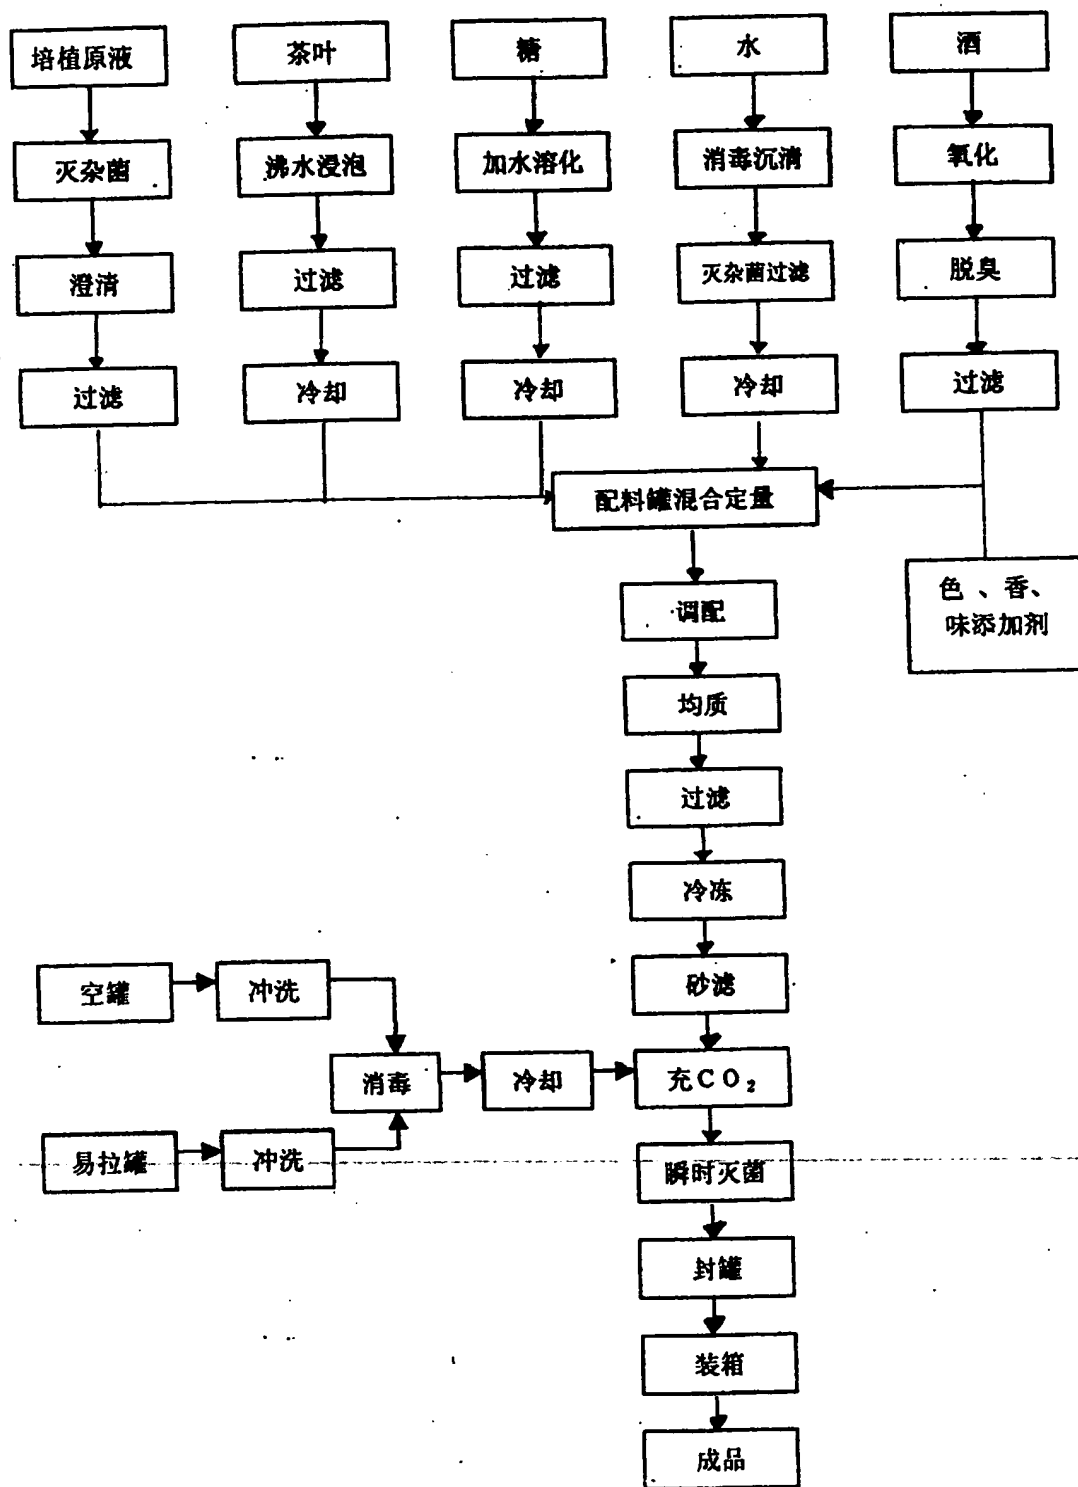 培植原液
茶叶
糖
水
酒
灭杂菌
沸水浸泡
加水溶化
消毒沉清
氧化
澄清
过滤
过滤
灭杂菌过滤
脱臭
过滤
冷却
冷却
冷却
过滤
配料罐混合定量
色、香、
味添加剂
调配
均质
过滤
冷冻
砂滤
空罐
冲洗
消毒
冷却
充CO₂
易拉罐
冲洗
瞬时灭菌
封罐
装箱
成品